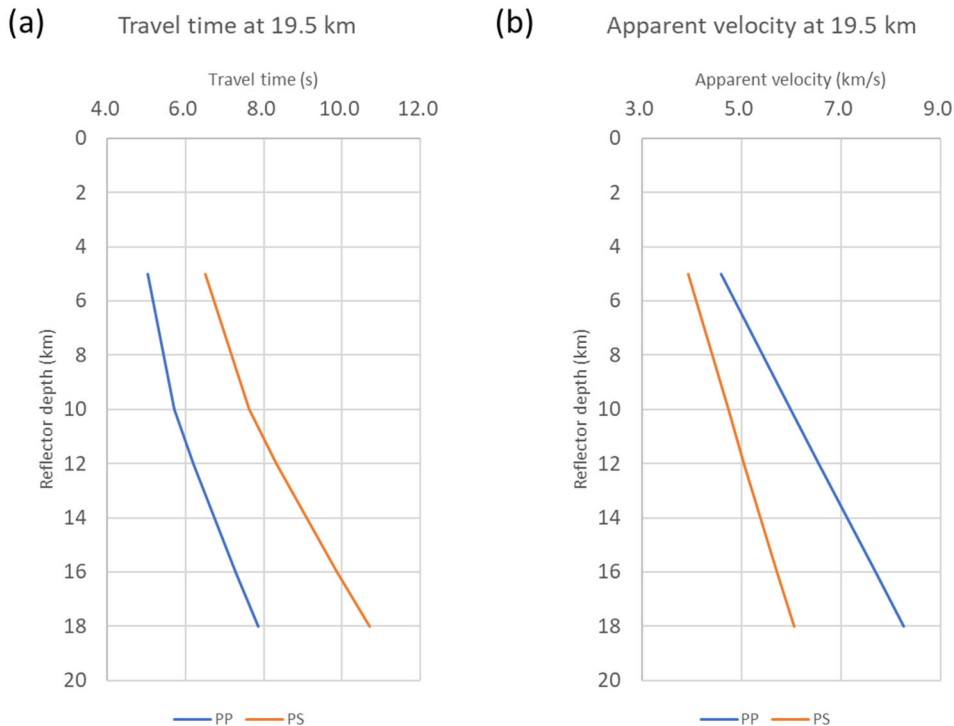 (a) Travel time at 19.5 km
Travel time (s)
4.0 6.0 8.0 10.0 12.0
0
2
4
6
8
10
12
14
16
18
20
Reflector depth (km)
PP PS
(b) Apparent velocity at 19.5 km
Apparent velocity (km/s)
3.0 5.0 7.0 9.0
0
2
4
6
8
10
12
14
16
18
20
Reflector depth (km)
PP PS